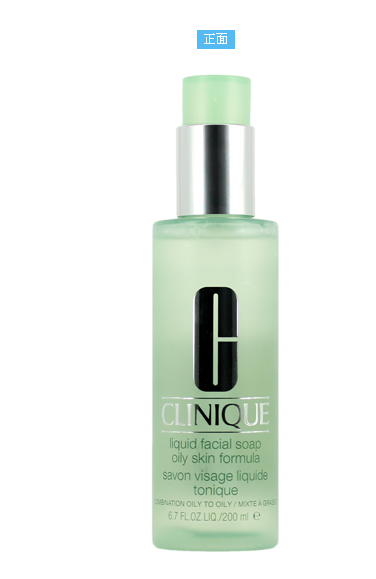 正面
CLINIQUE
liquid facial soap
oily skin formula
savon visage liquide
tonique
COMBINATION OILY TO OILY / MIXTE À GRASSE
6.7 FL.OZ.LIQ./200 ml ℮